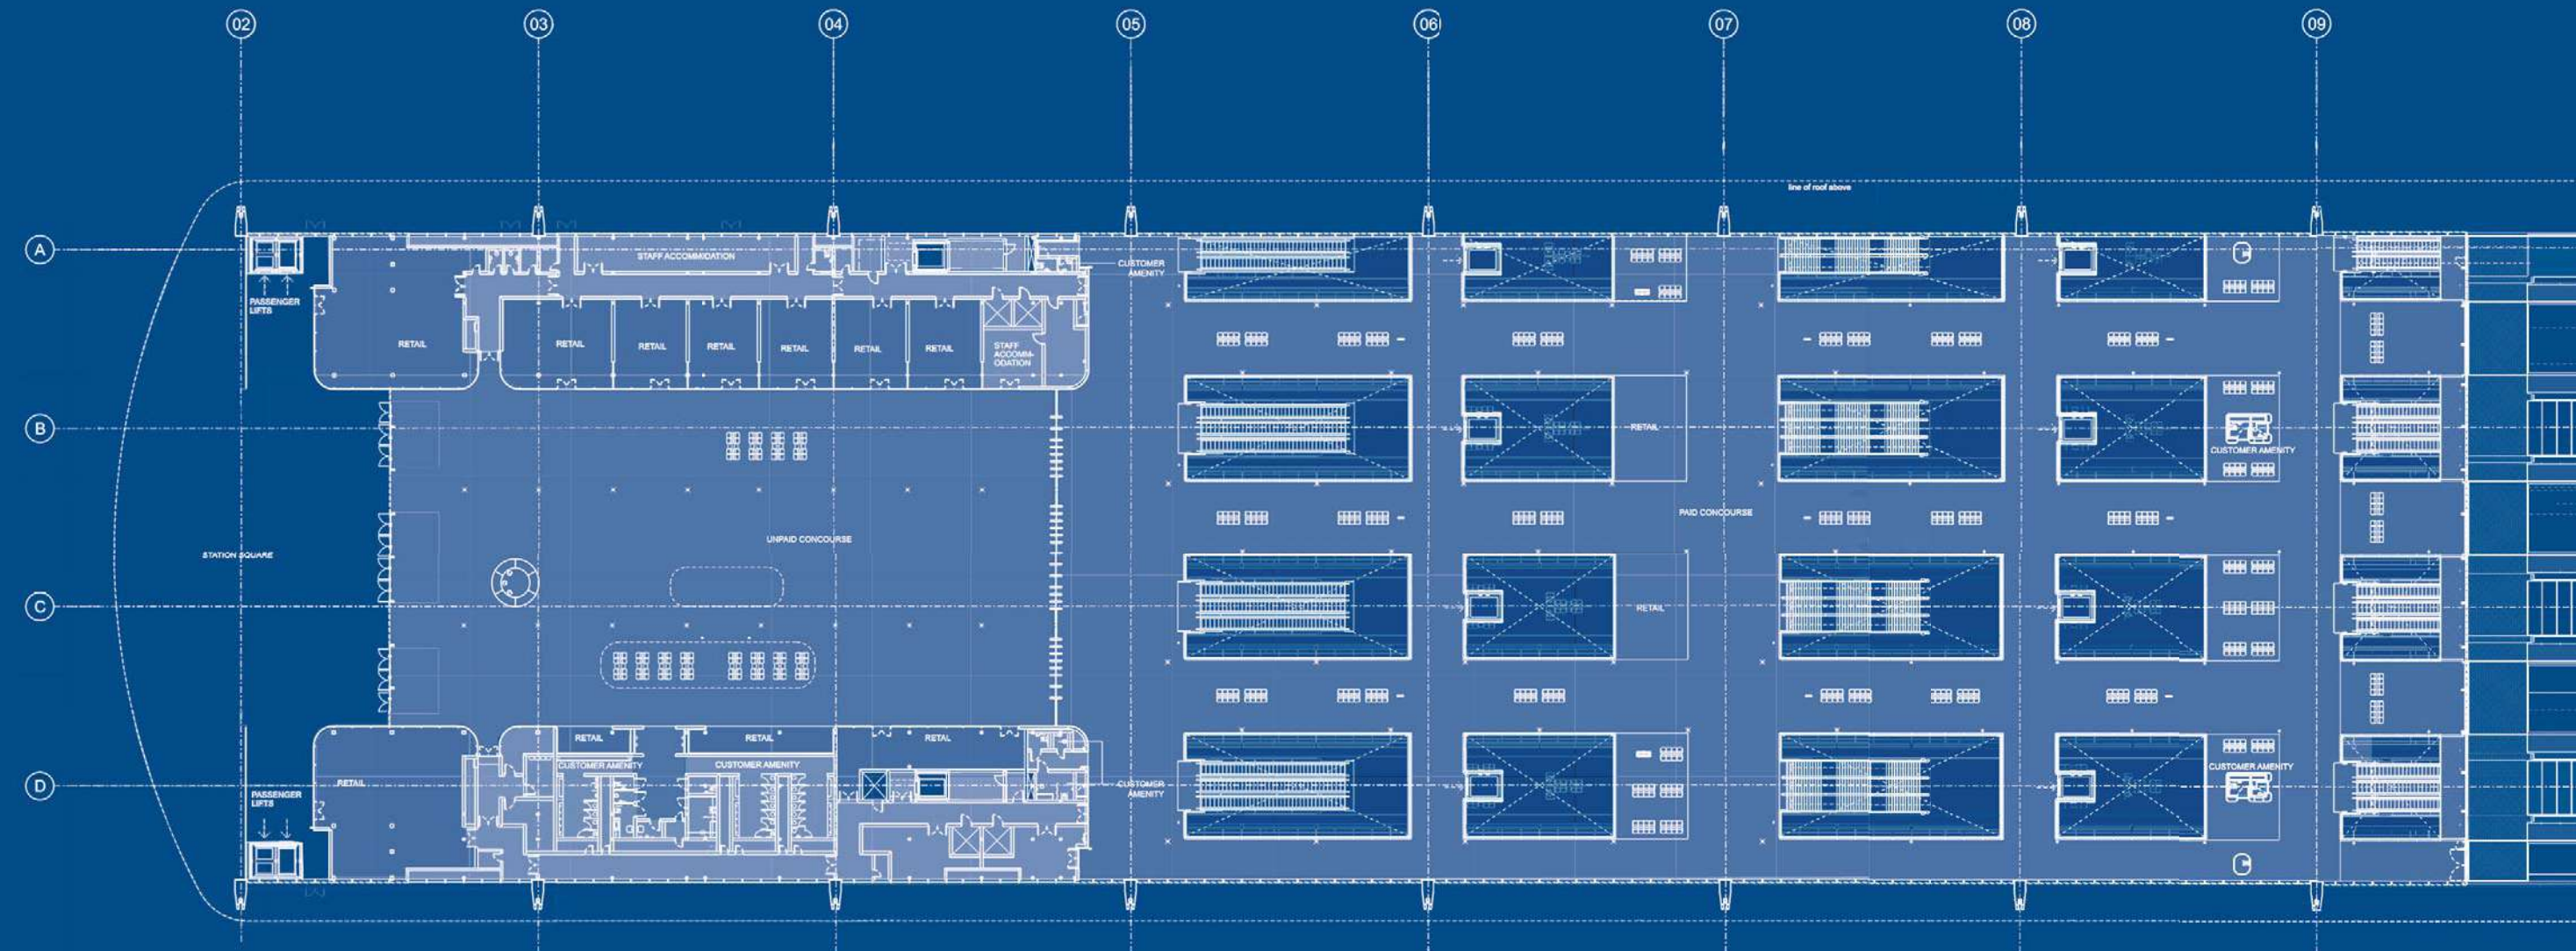 02
03
04
05
06
07
08
09
line of roof above
A
STAFF ACCOMMIDATION
CUSTOMER
AMENITY
PASSENGER
LIFTS
RETAIL
RETAIL
RETAIL
RETAIL
RETAIL
RETAIL
RETAIL
STAFF
ACCOMM-
ODATION
B
RETAIL
CUSTOMER AMENITY
PAID CONCOURSE
UNPAID CONCOURSE
STATION SQUARE
C
RETAIL
RETAIL
RETAIL
RETAL
CUSTOMER AMENITY
CUSTOMER AMENITY
CUSTOMER AMENITY
D
RETAIL
CUSTOMER
AMENITY
PASSENGER
LIFTS